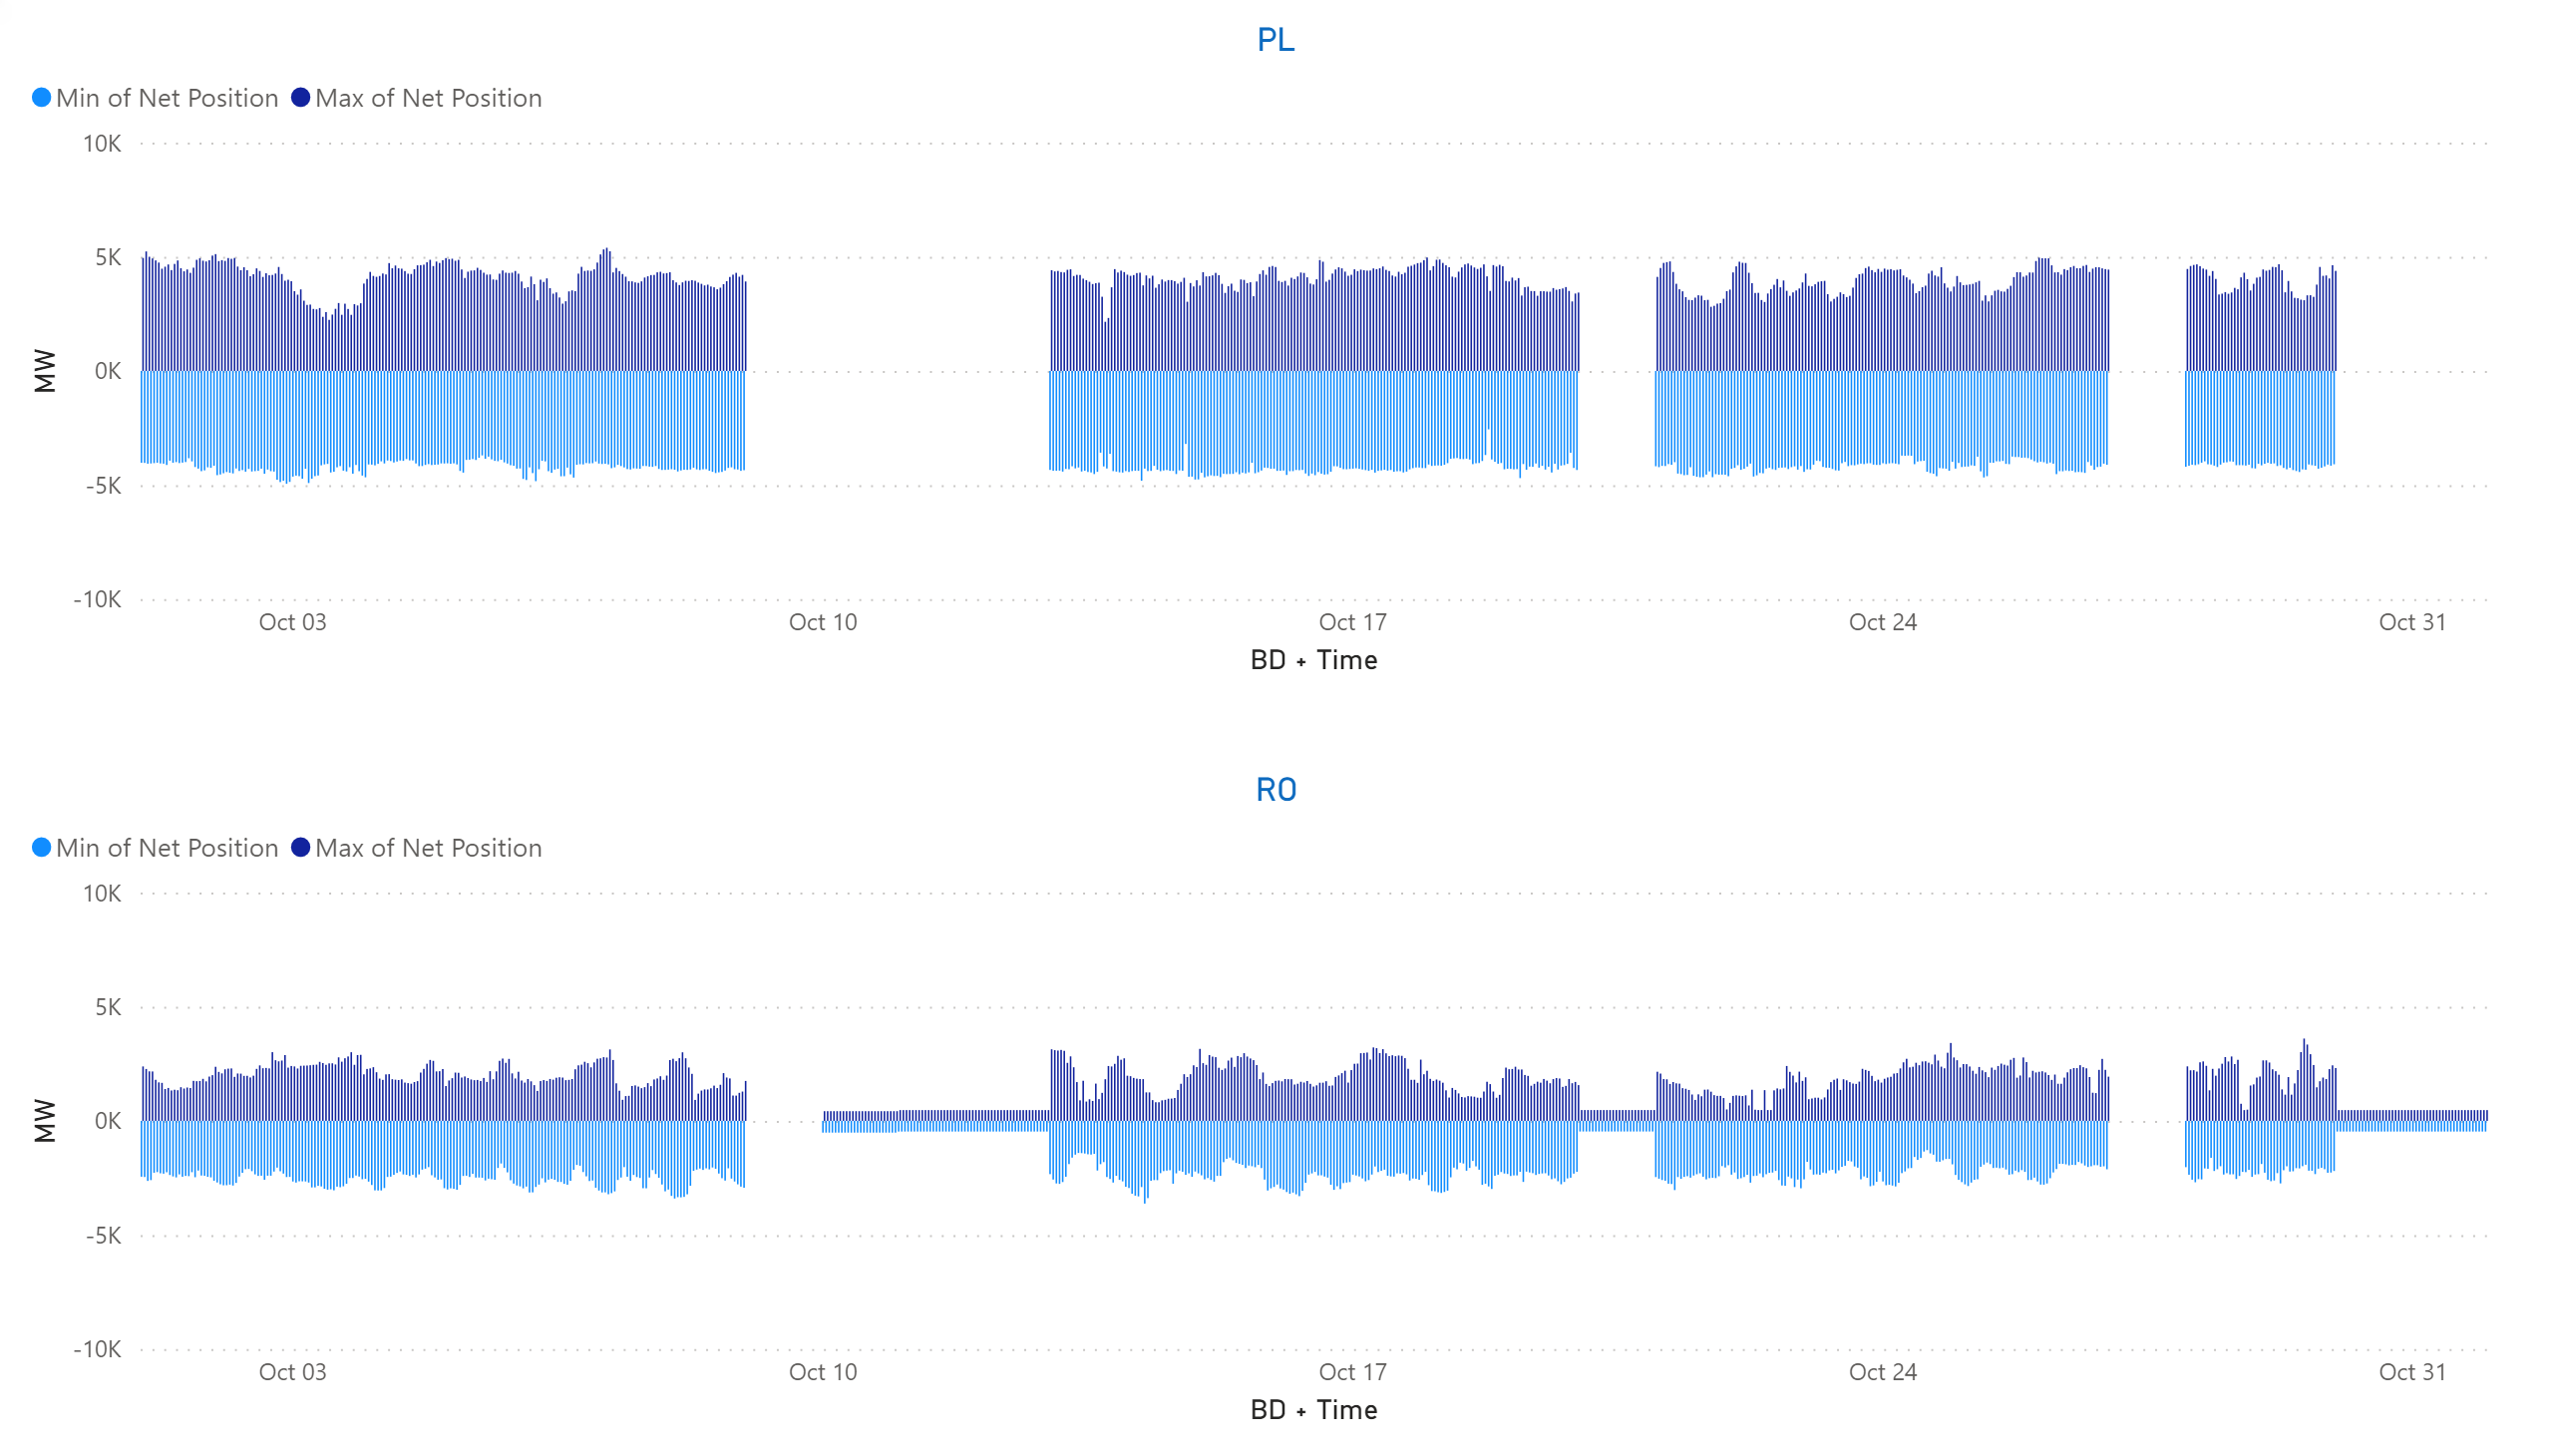 PL
Min of Net Position Max of Net Position
10K
5K
0K
-5K
-10K
MW
Oct 03 Oct 10 Oct 17 Oct 24 Oct 31
BD + Time
RO
Min of Net Position Max of Net Position
10K
5K
0K
-5K
-10K
MW
Oct 03 Oct 10 Oct 17 Oct 24 Oct 31
BD + Time